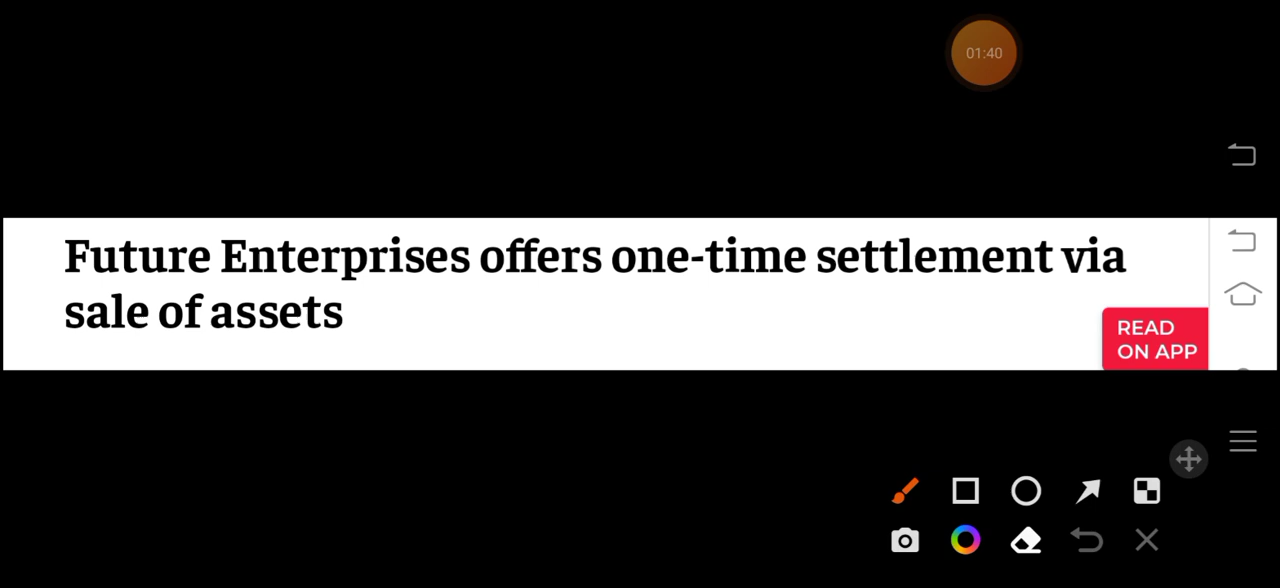 01:40
Future Enterprises offers one-time settlement via
sale of assets
READ
ON APP